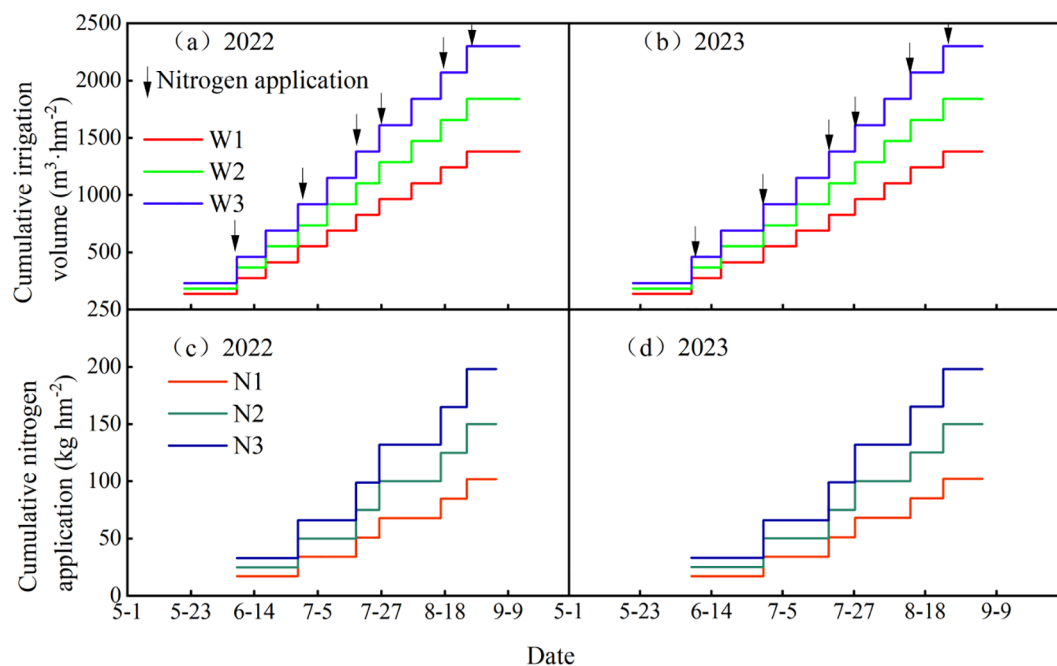 2500
2000
1500
1000
500
250
Cumulative irrigation
volume (m³·hm⁻²)
（a）2022
Nitrogen application
W1
W2
W3
（b）2023
200
150
100
50
0
Cumulative nitrogen
application (kg hm⁻²)
（c）2022
N1
N2
N3
（d）2023
5-1 5-23 6-14 7-5 7-27 8-18 9-9 5-23 6-14 7-5 7-27 8-18 9-9
Date